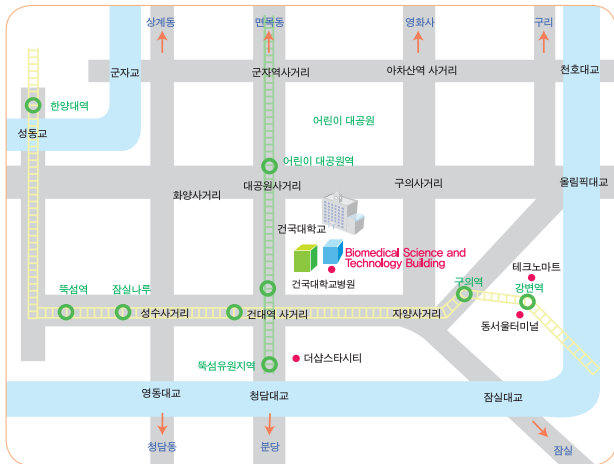 상계동
면목동
영화사
구리
군자교
군자역사거리
아차산역 사거리
천호대교
한양대역
어린이 대공원
성동교
어린이 대공원역
대공원사거리
구의사거리
올림픽대교
화양사거리
건국대학교
Biomedical Science and
Technology Building
건국대학교병원
구의역
테크노마트
강변역
뚝섬역
잠실나루
성수사거리
건대역 사거리
자양사거리
동서울터미널
뚝섬유원지역
더샵스타시티
영동대교
청담대교
잠실대교
청담동
분당
잠실